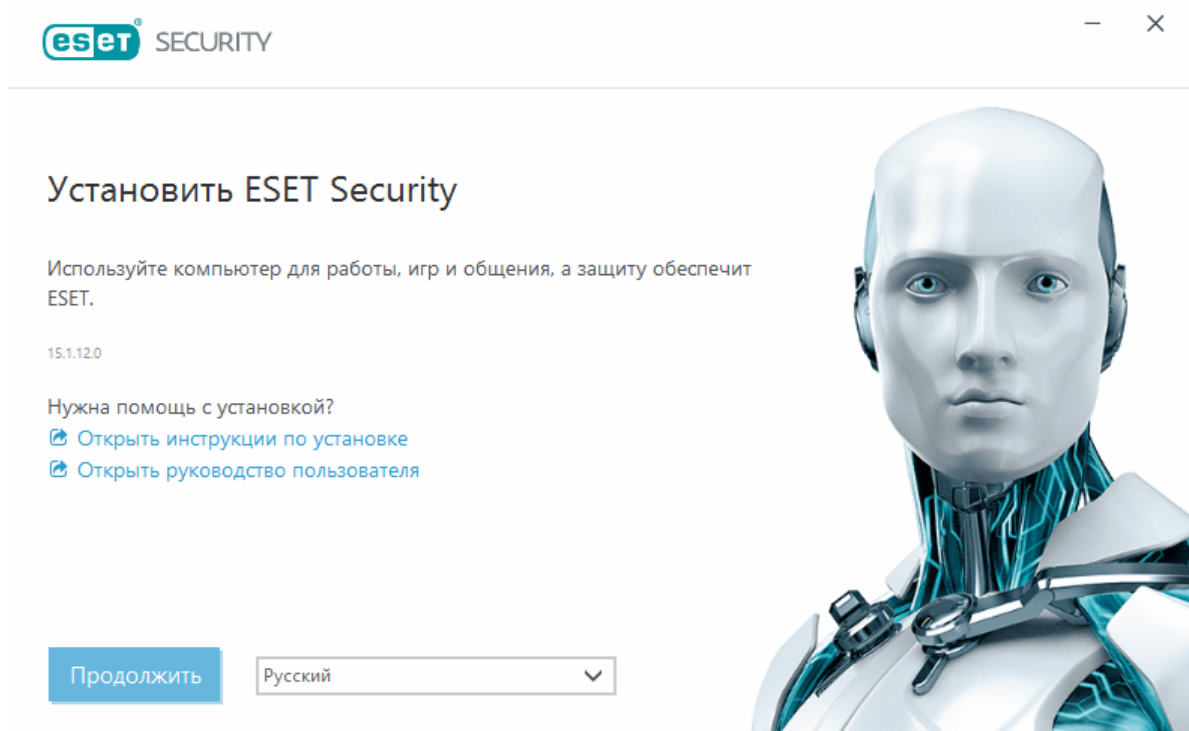 eset® SECURITY
Установить ESET Security
Используйте компьютер для работы, игр и общения, а защиту обеспечит
ESET.
15.1.12.0
Нужна помощь с установкой?
Открыть инструкции по установке
Открыть руководство пользователя
Продолжить
Русский